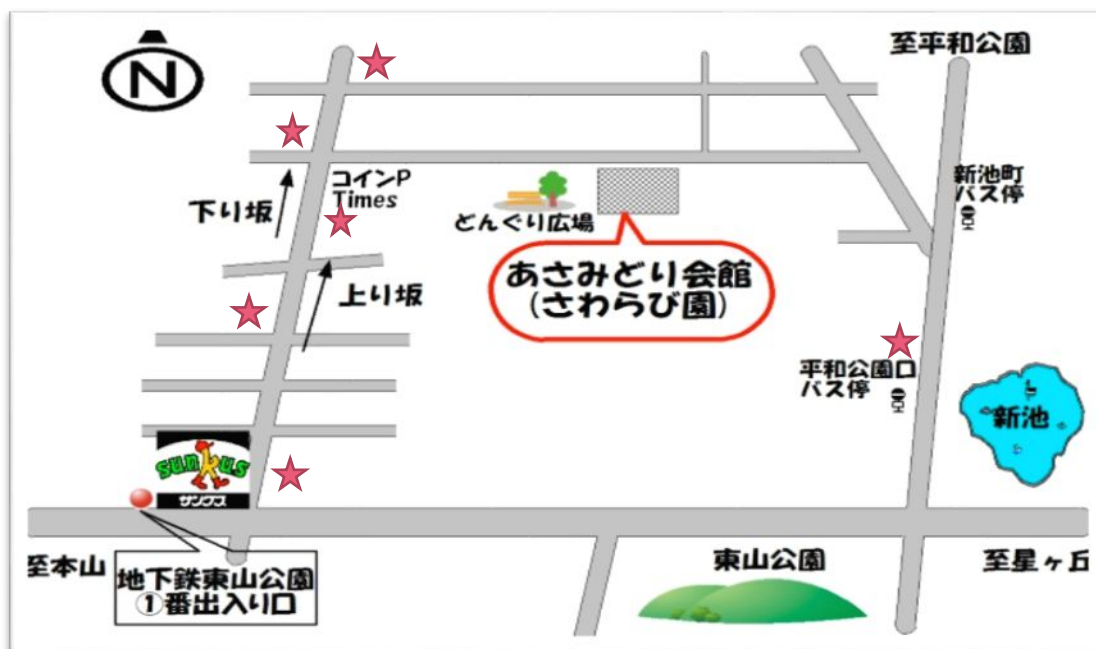 N
至平和公園
コインP
Times
下り坂
新池町
バス停
どんぐり広場
あさみどり会館
(さわらび園)
上り坂
平和公園口
バス停
新池
sunkus
サンクス
至本山
地下鉄東山公園
①番出入り口
東山公園
至星ヶ丘